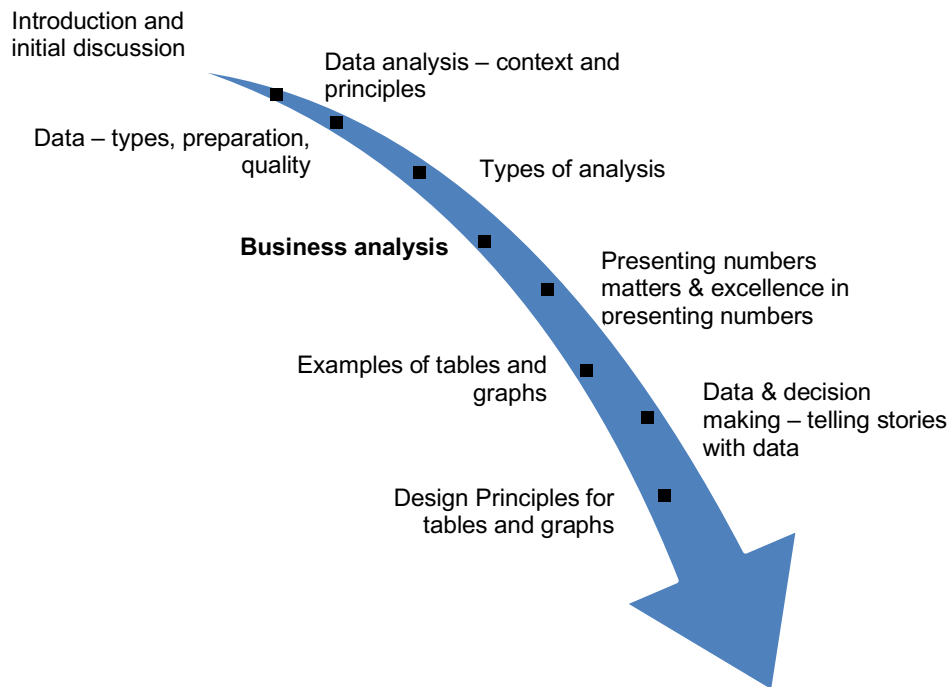 Introduction and
initial discussion
Data analysis – context and
principles
Data – types, preparation,
quality
Types of analysis
Business analysis
Presenting numbers
matters & excellence in
presenting numbers
Examples of tables and
graphs
Data & decision
making – telling stories
with data
Design Principles for
tables and graphs